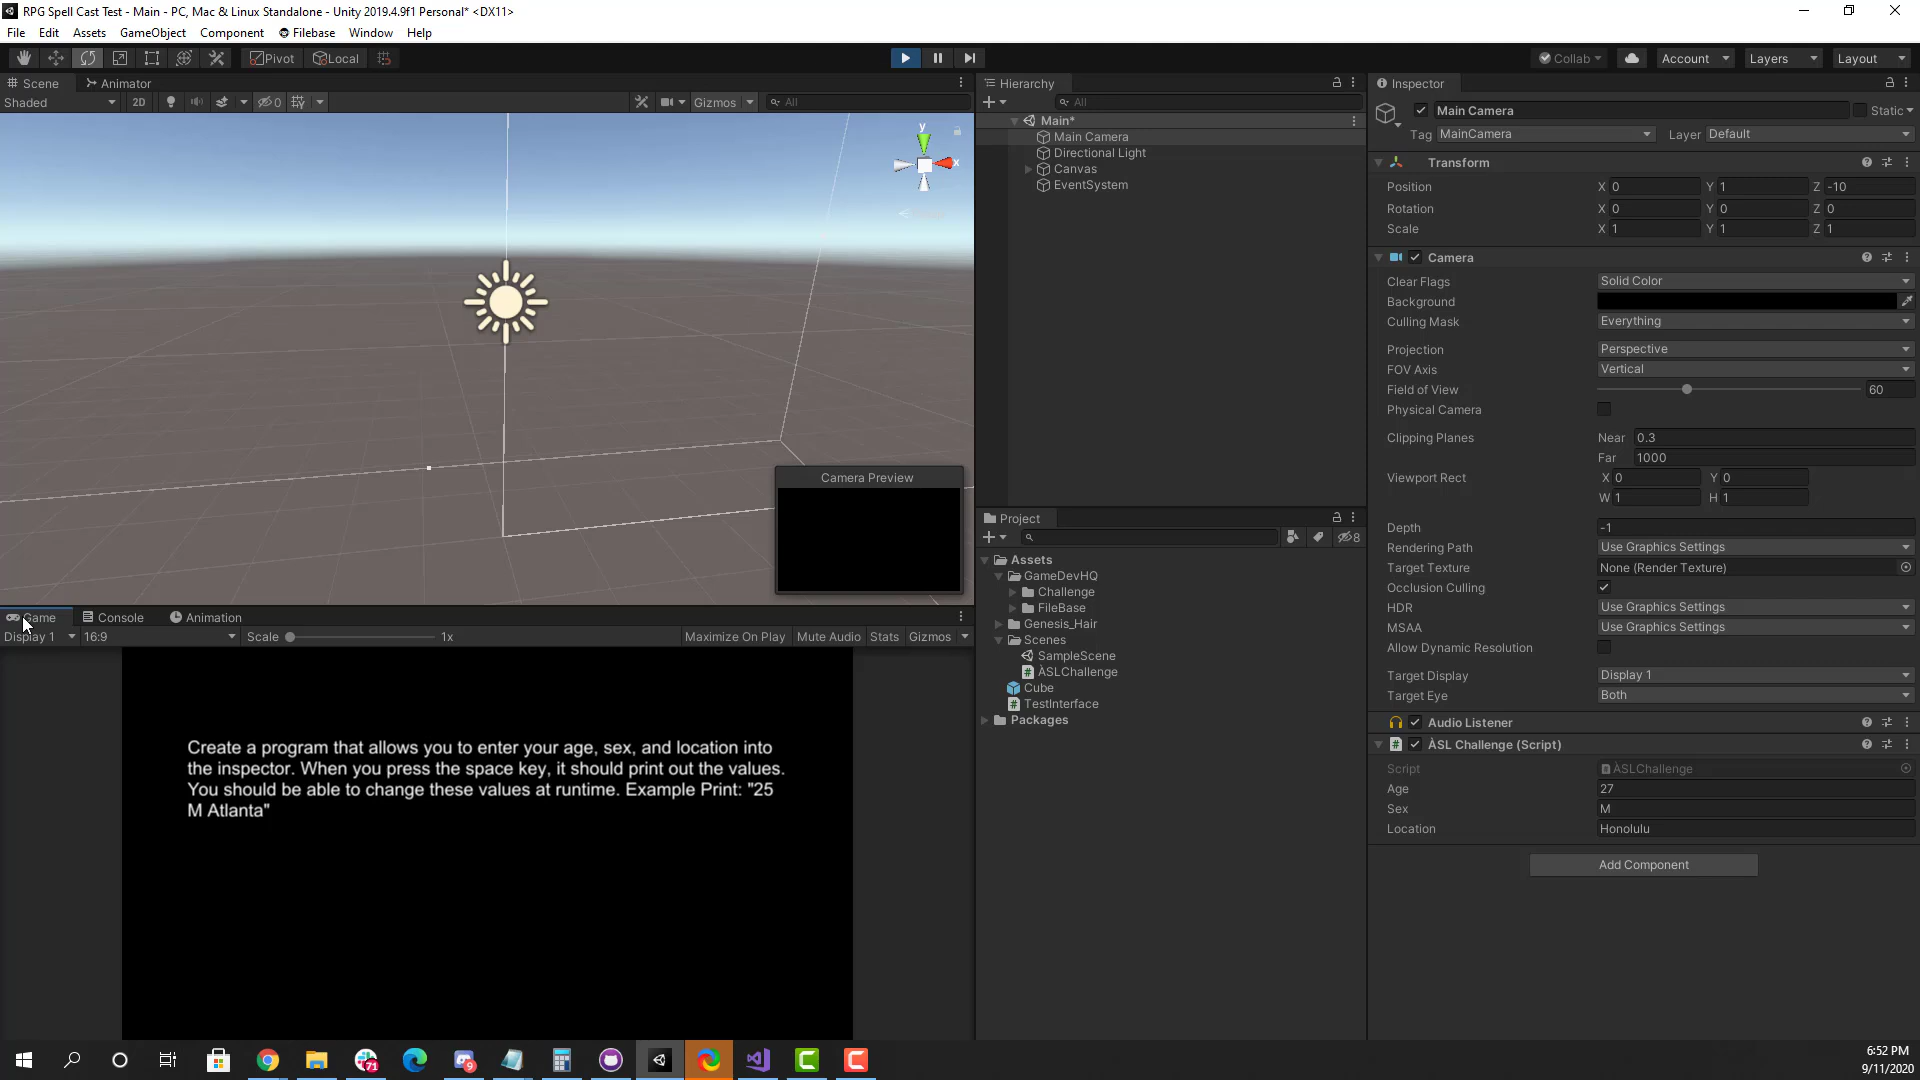 RPG Spell Cast Test - Main - PC, Mac & Linux Standalone - Unity 2019.4.9f1 Personal* <DX11>
File Edit Assets GameObject Component Filebase Window Help
Pivot Local Collab Account Layers Layout
Scene Animator
Shaded 2D 0 Gizmos All
y
x
Camera Preview
Game Console Animation
Display 1 16:9 Scale 1x Maximize On Play Mute Audio Stats Gizmos
Create a program that allows you to enter your age, sex, and location into
the inspector. When you press the space key, it should print out the values.
You should be able to change these values at runtime. Example Print: "25
M Atlanta"
Hierarchy
All
Main*
Main Camera
Directional Light
Canvas
EventSystem
Project
8
Assets
GameDevHQ
Challenge
FileBase
Genesis_Hair
Scenes
SampleScene
ÀSLChallenge
Cube
TestInterface
Packages
Inspector
Main Camera Static
Tag MainCamera Layer Default
Transform
Position X 0 Y 1 Z -10
Rotation X 0 Y 0 Z 0
Scale X 1 Y 1 Z 1
Camera
Clear Flags Solid Color
Background
Culling Mask Everything
Projection Perspective
FOV Axis Vertical
Field of View 60
Physical Camera
Clipping Planes Near 0.3
Far 1000
Viewport Rect X 0 Y 0
W 1 H 1
Depth -1
Rendering Path Use Graphics Settings
Target Texture None (Render Texture)
Occlusion Culling
HDR Use Graphics Settings
MSAA Use Graphics Settings
Allow Dynamic Resolution
Target Display Display 1
Target Eye Both
Audio Listener
ÀSL Challenge (Script)
Script ÀSLChallenge
Age 27
Sex M
Location Honolulu
Add Component
71 9
6:52 PM
9/11/2020